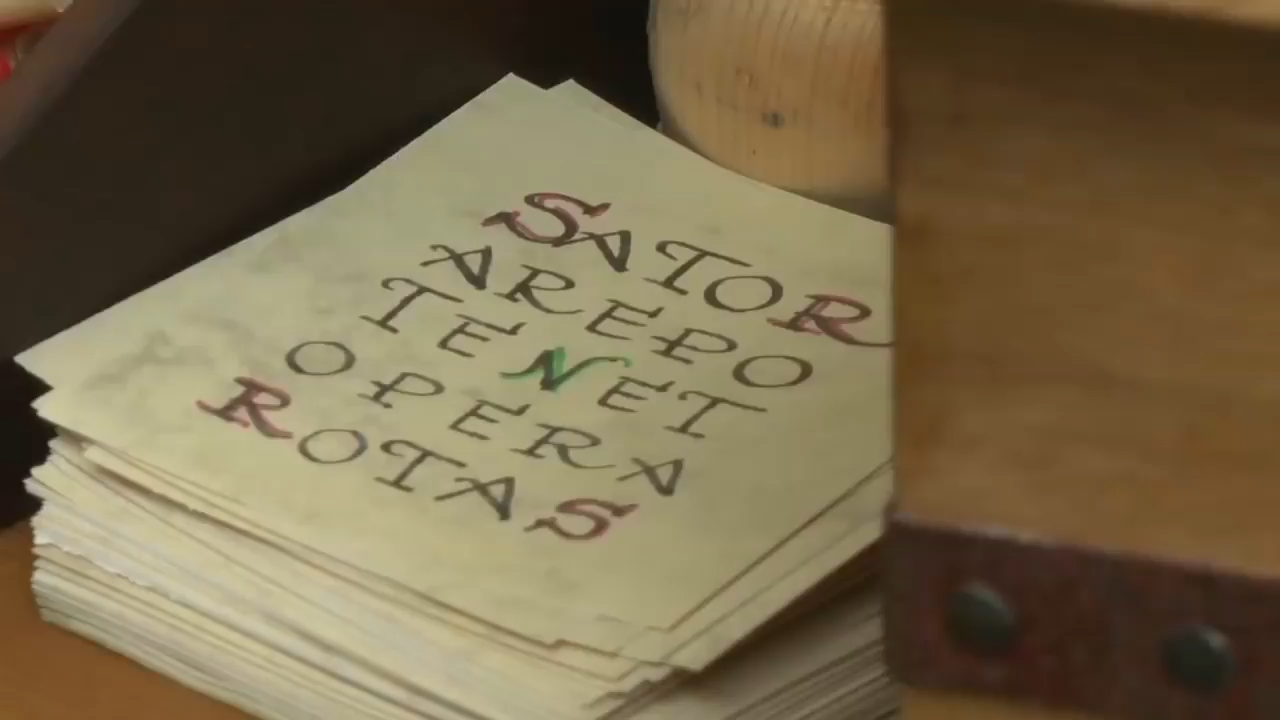 SATOR
AREPO
TENET
OPERA
ROTAS